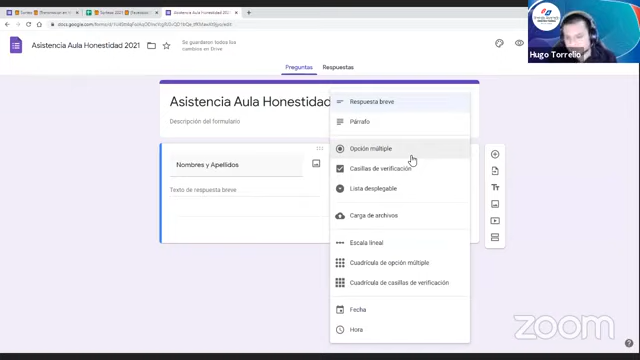 Asistencia Aula Honestidad 2021
Se guardaron todos los
cambios en Drive
Hugo Torrelio
Preguntas
Respuestas
Asistencia Aula Honestidad
Descripción del formulario
Nombres y Apellidos
Texto de respuesta breve
Respuesta breve
Párrafo
Opción múltiple
Casillas de verificación
Lista desplegable
Carga de archivos
Escala lineal
Cuadrícula de opción múltiple
Cuadrícula de casillas de verificación
Fecha
Hora
zoom